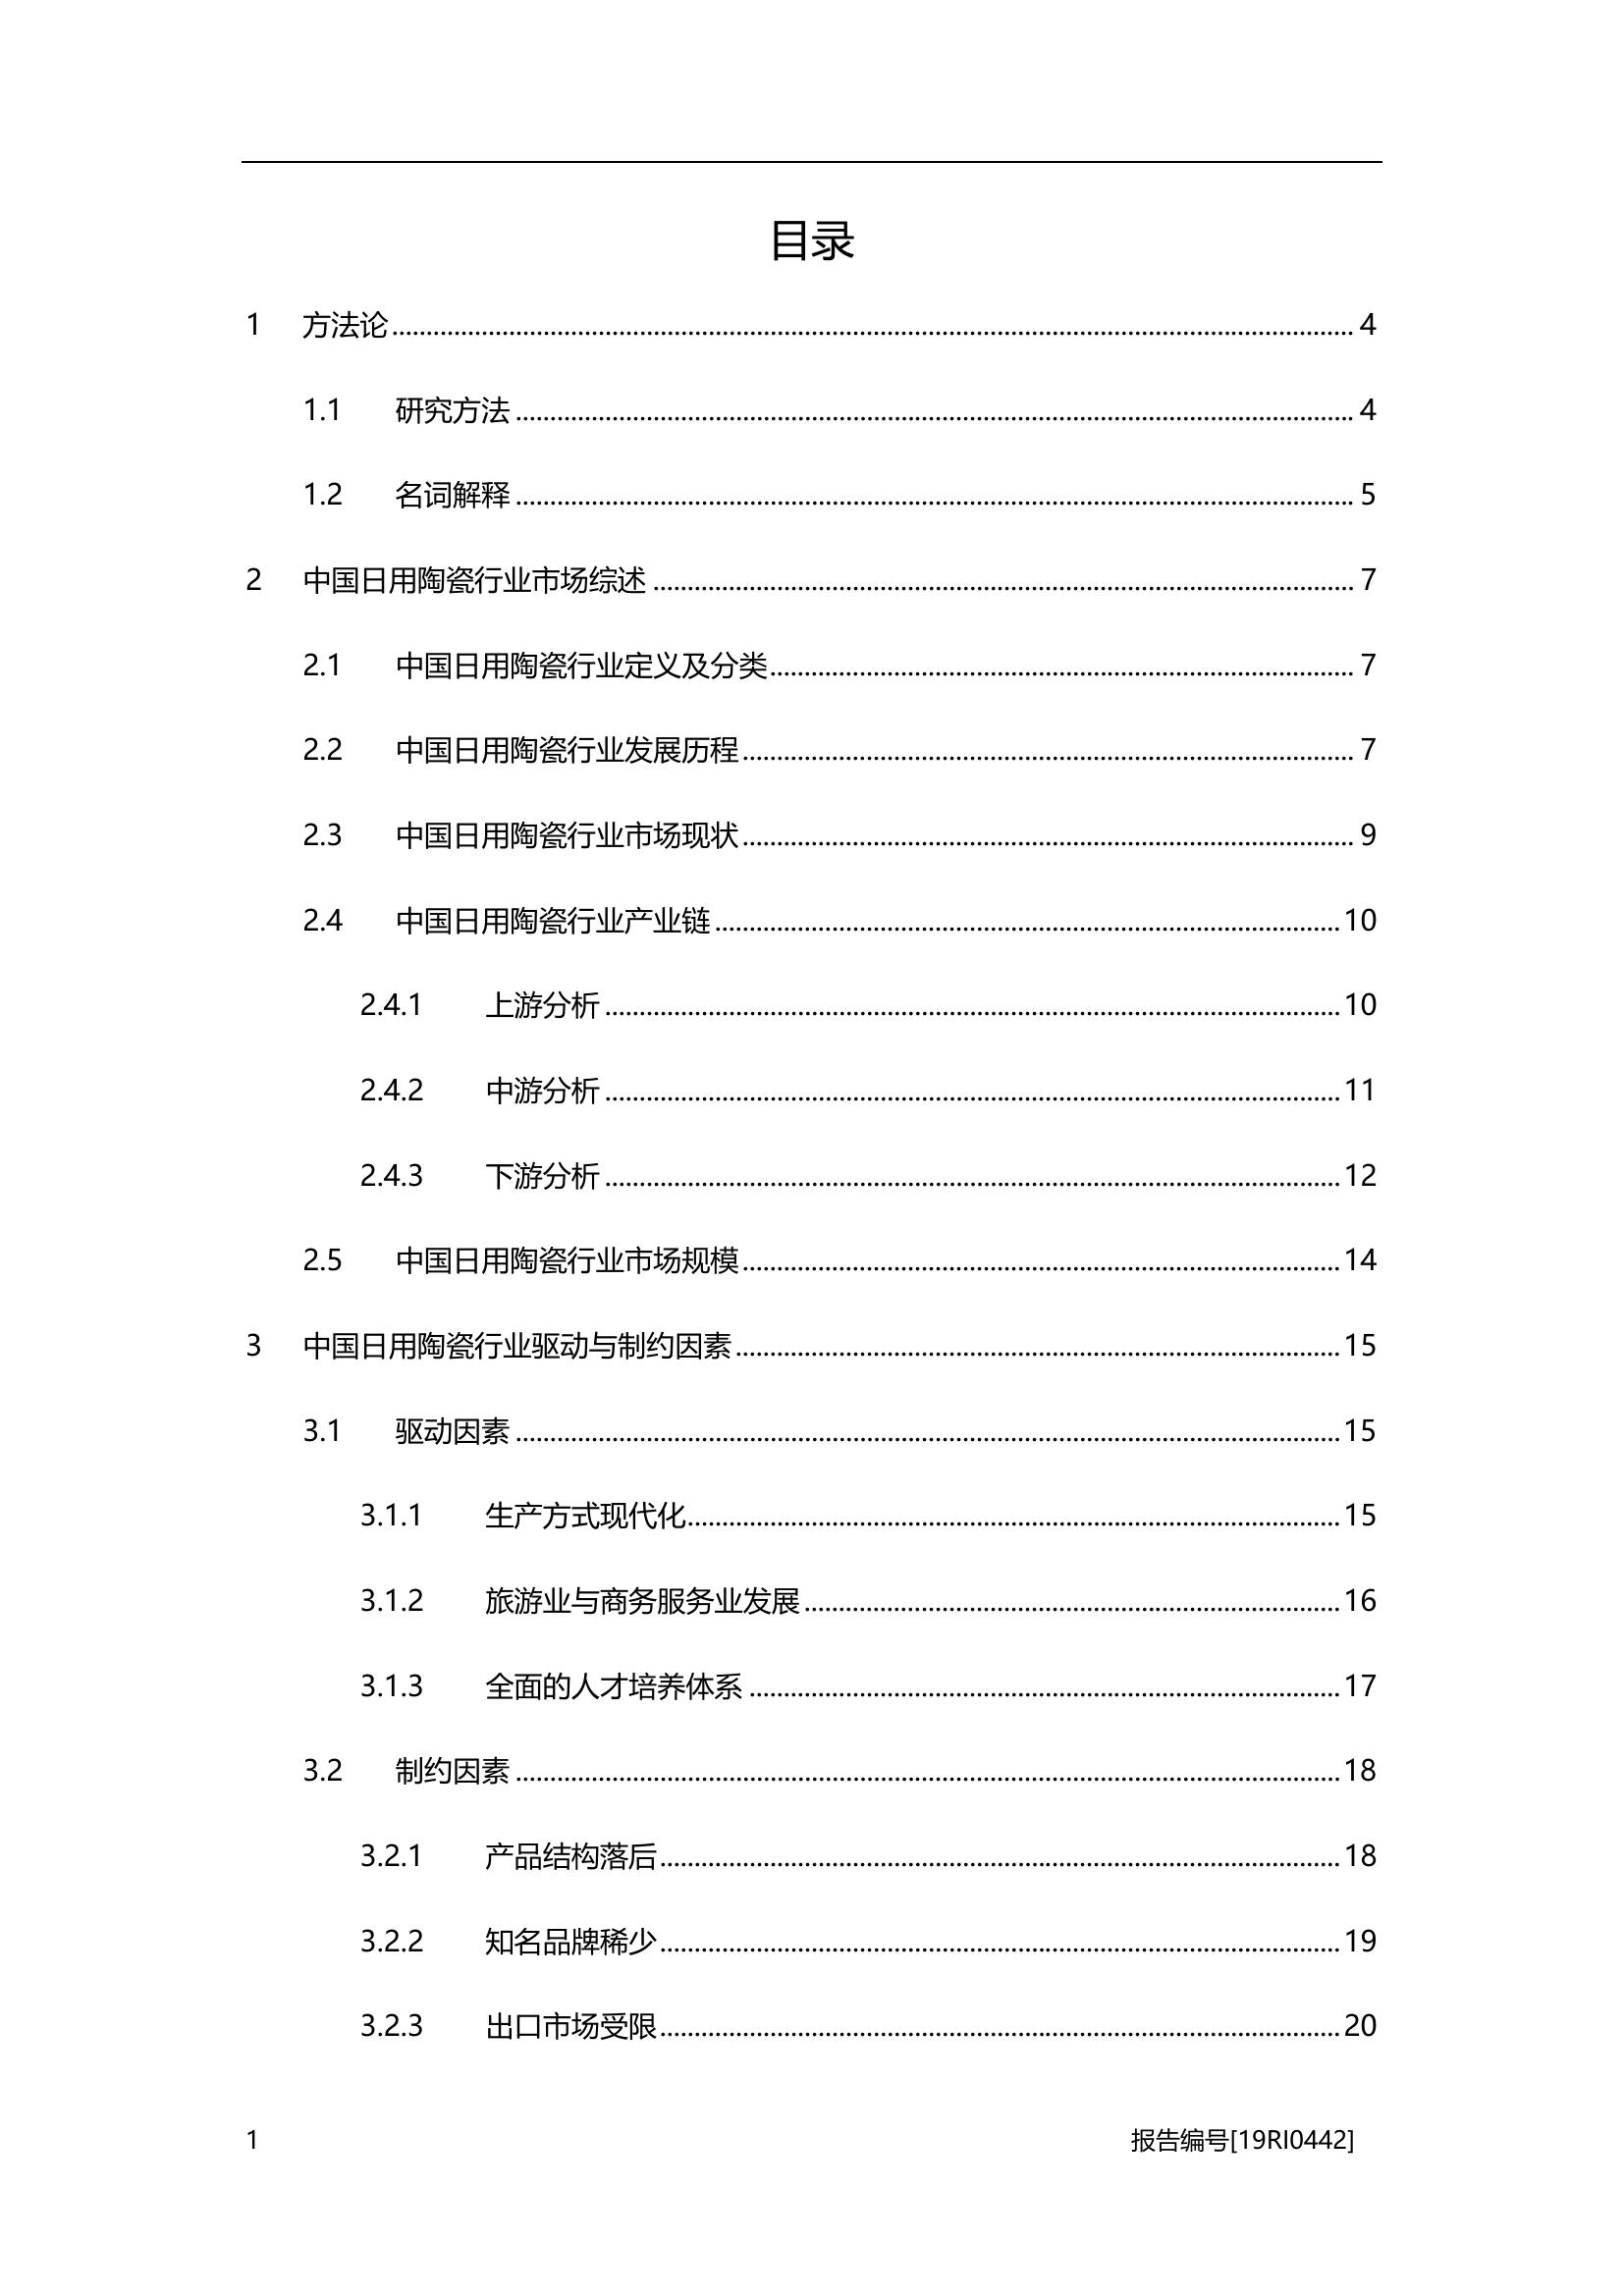 目录
1 方法论 4
1.1 研究方法 4
1.2 名词解释 5
2 中国日用陶瓷行业市场综述 7
2.1 中国日用陶瓷行业定义及分类 7
2.2 中国日用陶瓷行业发展历程 7
2.3 中国日用陶瓷行业市场现状 9
2.4 中国日用陶瓷行业产业链 10
2.4.1 上游分析 10
2.4.2 中游分析 11
2.4.3 下游分析 12
2.5 中国日用陶瓷行业市场规模 14
3 中国日用陶瓷行业驱动与制约因素 15
3.1 驱动因素 15
3.1.1 生产方式现代化 15
3.1.2 旅游业与商务服务业发展 16
3.1.3 全面的人才培养体系 17
3.2 制约因素 18
3.2.1 产品结构落后 18
3.2.2 知名品牌稀少 19
3.2.3 出口市场受限 20
1 报告编号[19RI0442]